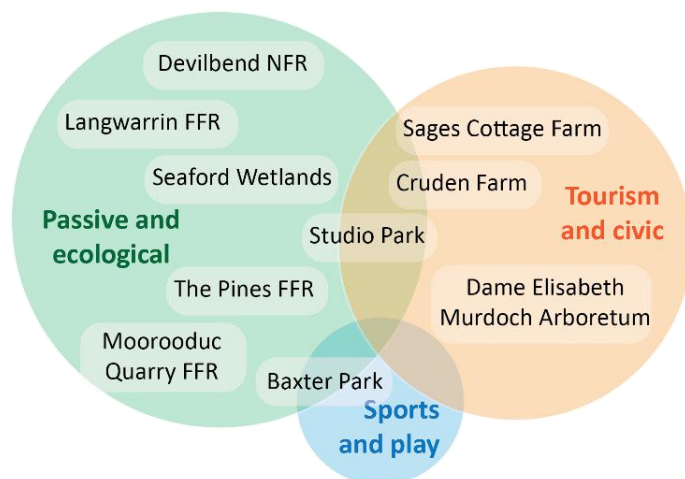 Devilbend NFR
Langwarrin FFR
Seaford Wetlands
Passive and
ecological
Studio Park
The Pines FFR
Moorooduc
Quarry FFR
Baxter Park
Sages Cottage Farm
Cruden Farm
Tourism
and civic
Dame Elisabeth
Murdoch Arboretum
Sports
and play